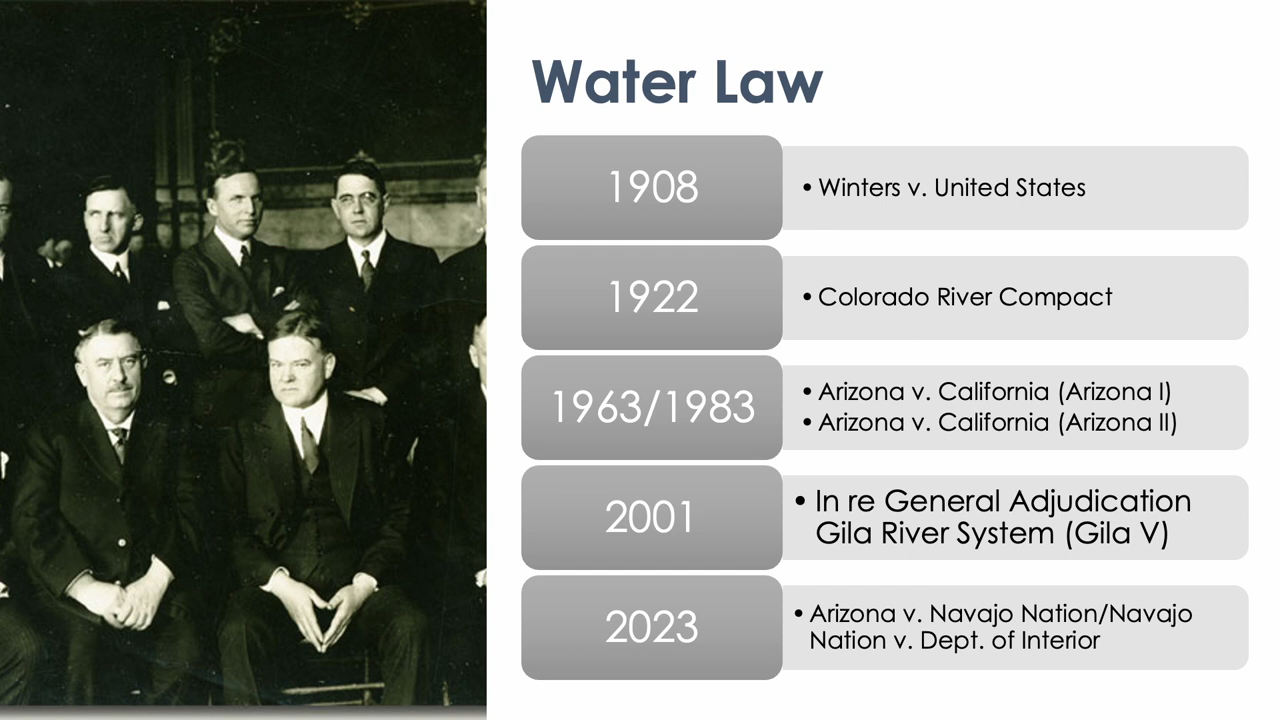 Water Law
1908
• Winters v. United States
1922
• Colorado River Compact
1963/1983
• Arizona v. California (Arizona I)
• Arizona v. California (Arizona II)
2001
• In re General Adjudication
Gila River System (Gila V)
2023
• Arizona v. Navajo Nation/Navajo
Nation v. Dept. of Interior